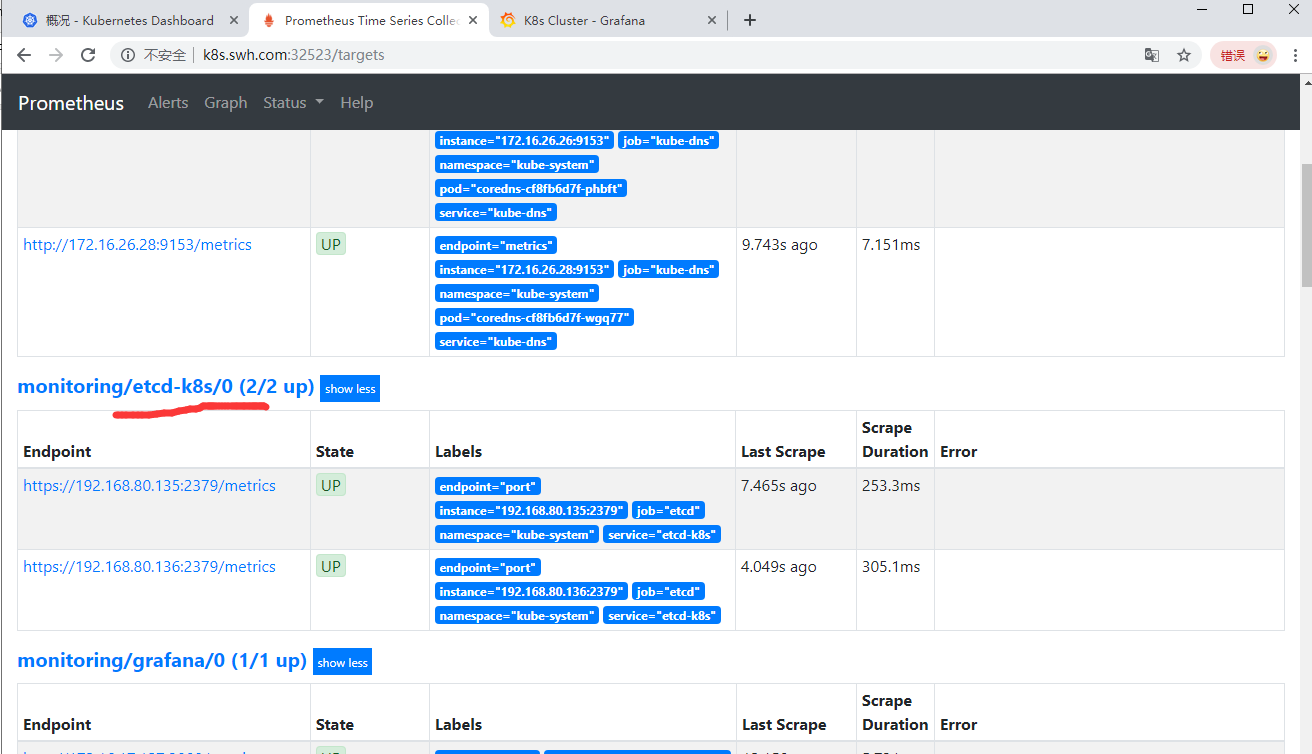 概况 - Kubernetes Dashboard
Prometheus Time Series Colle
K8s Cluster - Grafana
不安全 k8s.swh.com:32523/targets 错误
Prometheus Alerts Graph Status Help
instance="172.16.26.26:9153" job="kube-dns"
namespace="kube-system"
pod="coredns-cf8fb6d7f-phbft"
service="kube-dns"
http://172.16.26.28:9153/metrics UP endpoint="metrics" 9.743s ago 7.151ms
instance="172.16.26.28:9153" job="kube-dns"
namespace="kube-system"
pod="coredns-cf8fb6d7f-wgq77"
service="kube-dns"
monitoring/etcd-k8s/0 (2/2 up) show less
Endpoint State Labels Last Scrape Scrape Duration Error
https://192.168.80.135:2379/metrics UP endpoint="port" 7.465s ago 253.3ms
instance="192.168.80.135:2379" job="etcd"
namespace="kube-system" service="etcd-k8s"
https://192.168.80.136:2379/metrics UP endpoint="port" 4.049s ago 305.1ms
instance="192.168.80.136:2379" job="etcd"
namespace="kube-system" service="etcd-k8s"
monitoring/grafana/0 (1/1 up) show less
Endpoint State Labels Last Scrape Scrape Duration Error